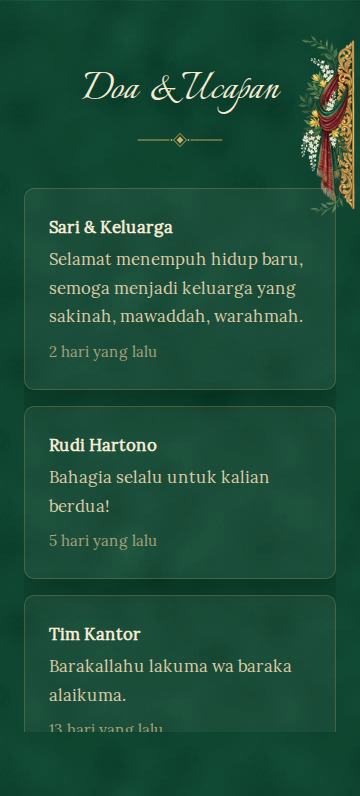 Doa & Ucapan
Sari & Keluarga
Selamat menempuh hidup baru,
semoga menjadi keluarga yang
sakinah, mawaddah, warahmah.
2 hari yang lalu
Rudi Hartono
Bahagia selalu untuk kalian
berdua!
5 hari yang lalu
Tim Kantor
Barakallahu lakuma wa baraka
alaikuma.
13 hari yang lalu